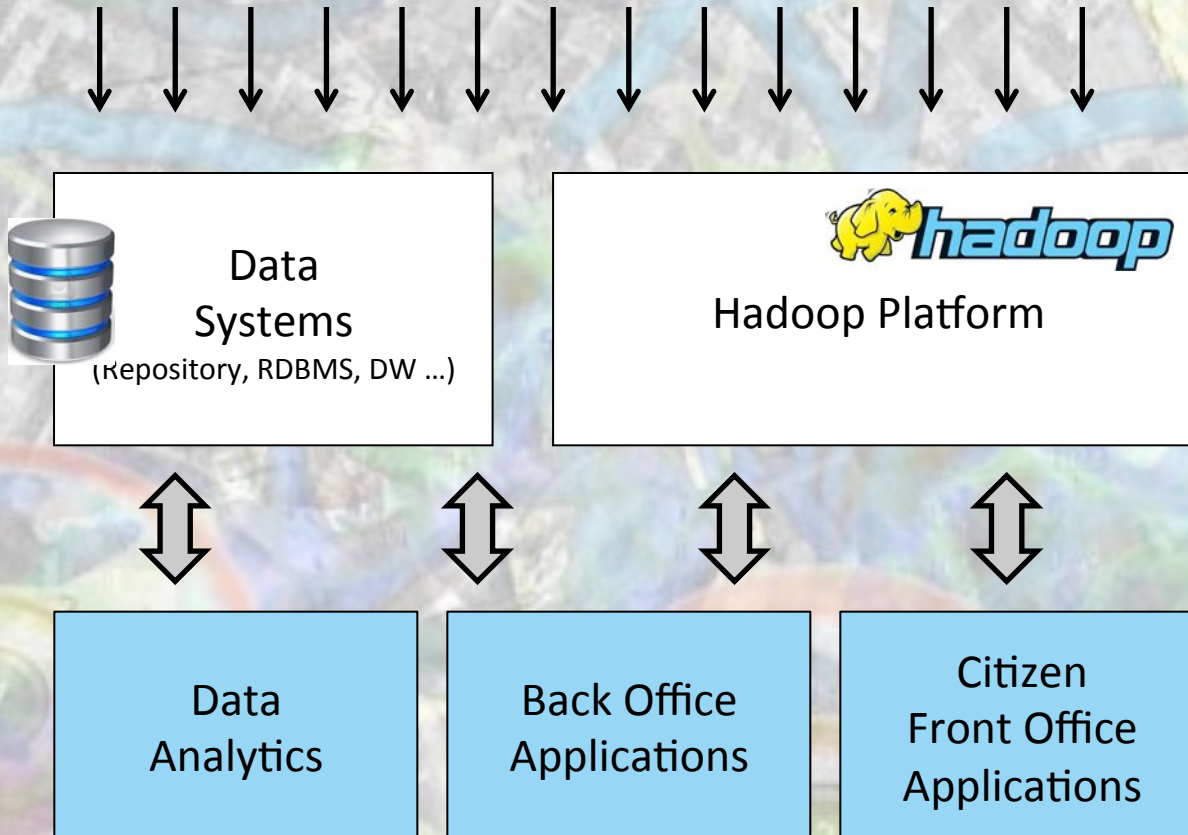 Data
Systems
(Repository, RDBMS, DW …)
hadoop
Hadoop Platform
Data
Analytics
Back Office
Applications
Citizen
Front Office
Applications